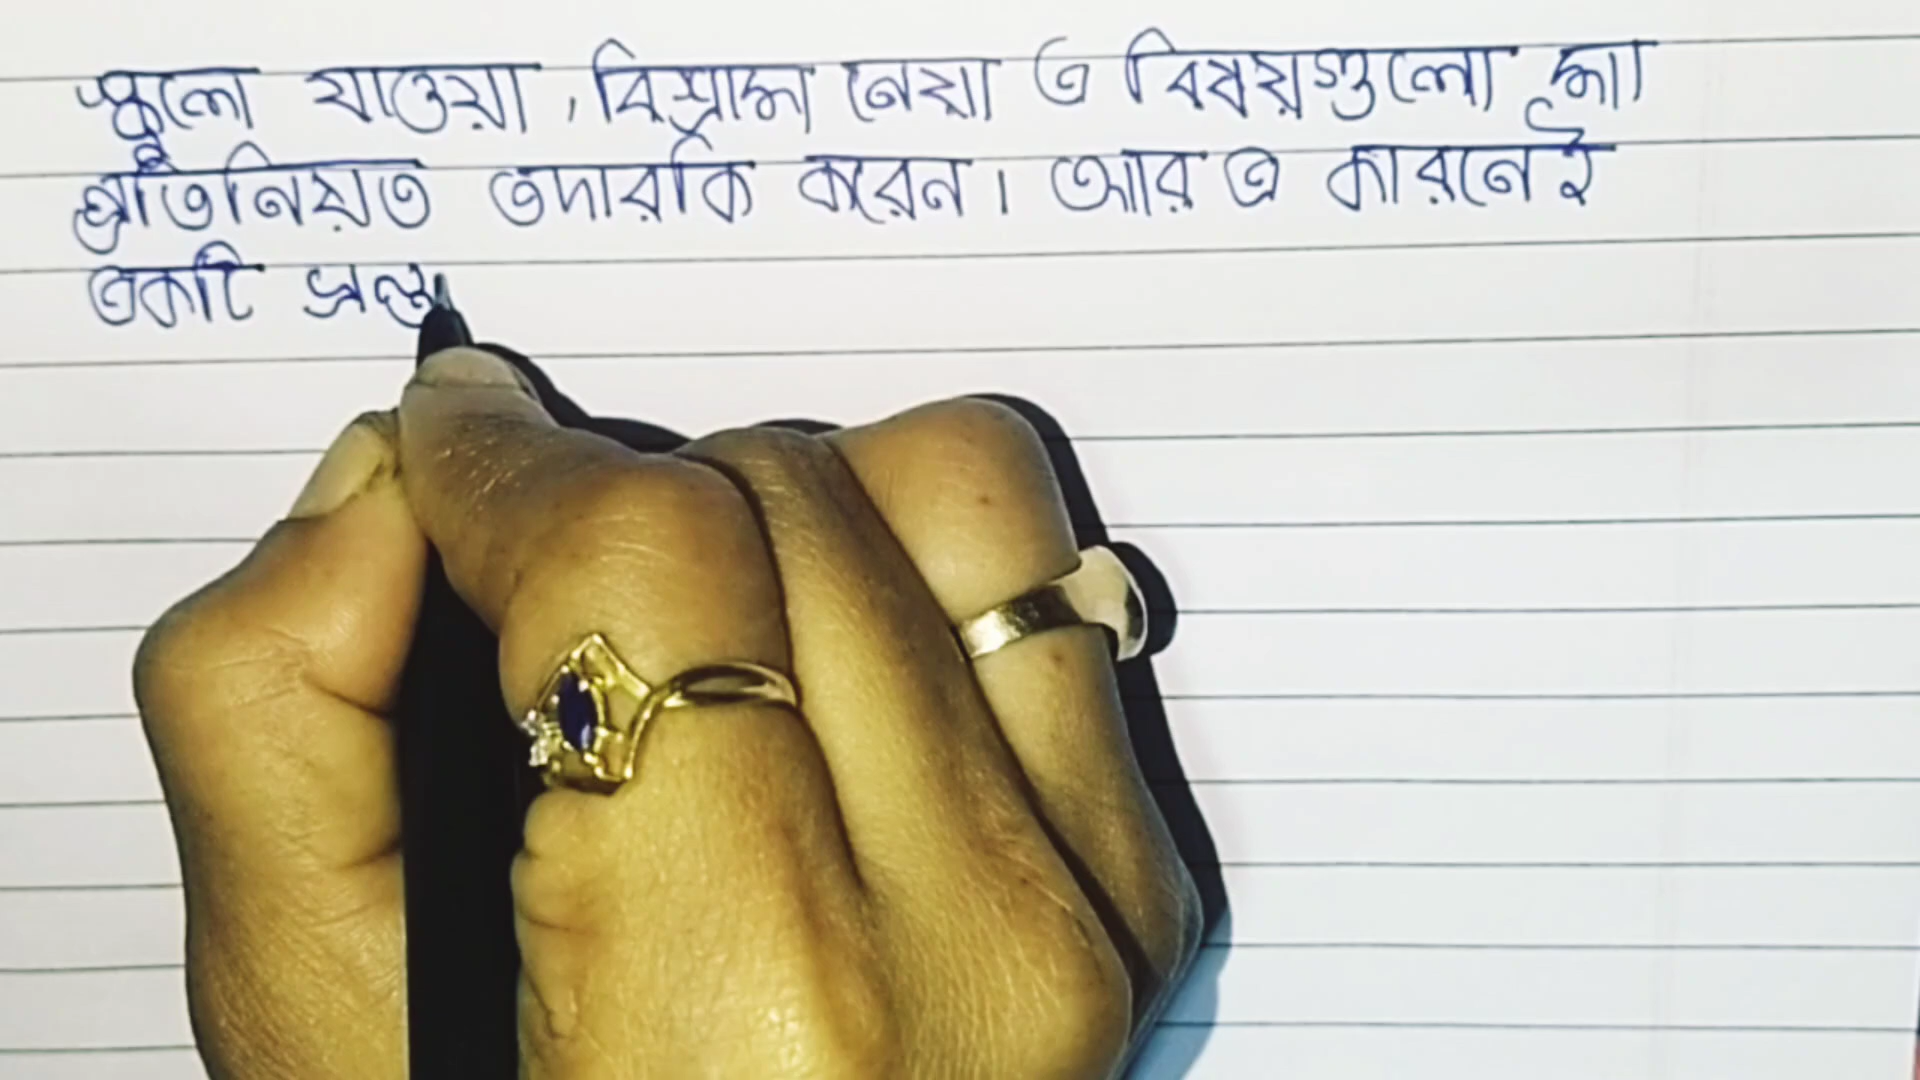 স্কুলে যাওয়া, বিশ্রাম নেয়া এ বিষয়গুলো মা
প্রতিনিয়ত তদারকি করেন। আর এ কারনেই
একটি